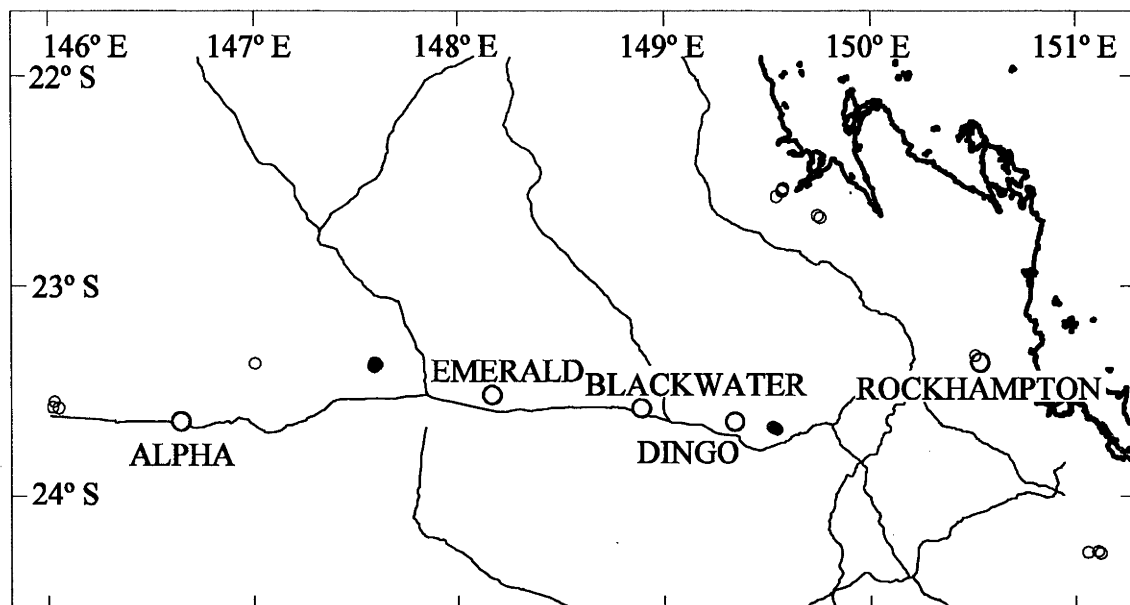 146° E 147° E 148° E 149° E 150° E 151° E
22° S
23° S
EMERALD BLACKWATER ROCKHAMPTON
ALPHA DINGO
24° S